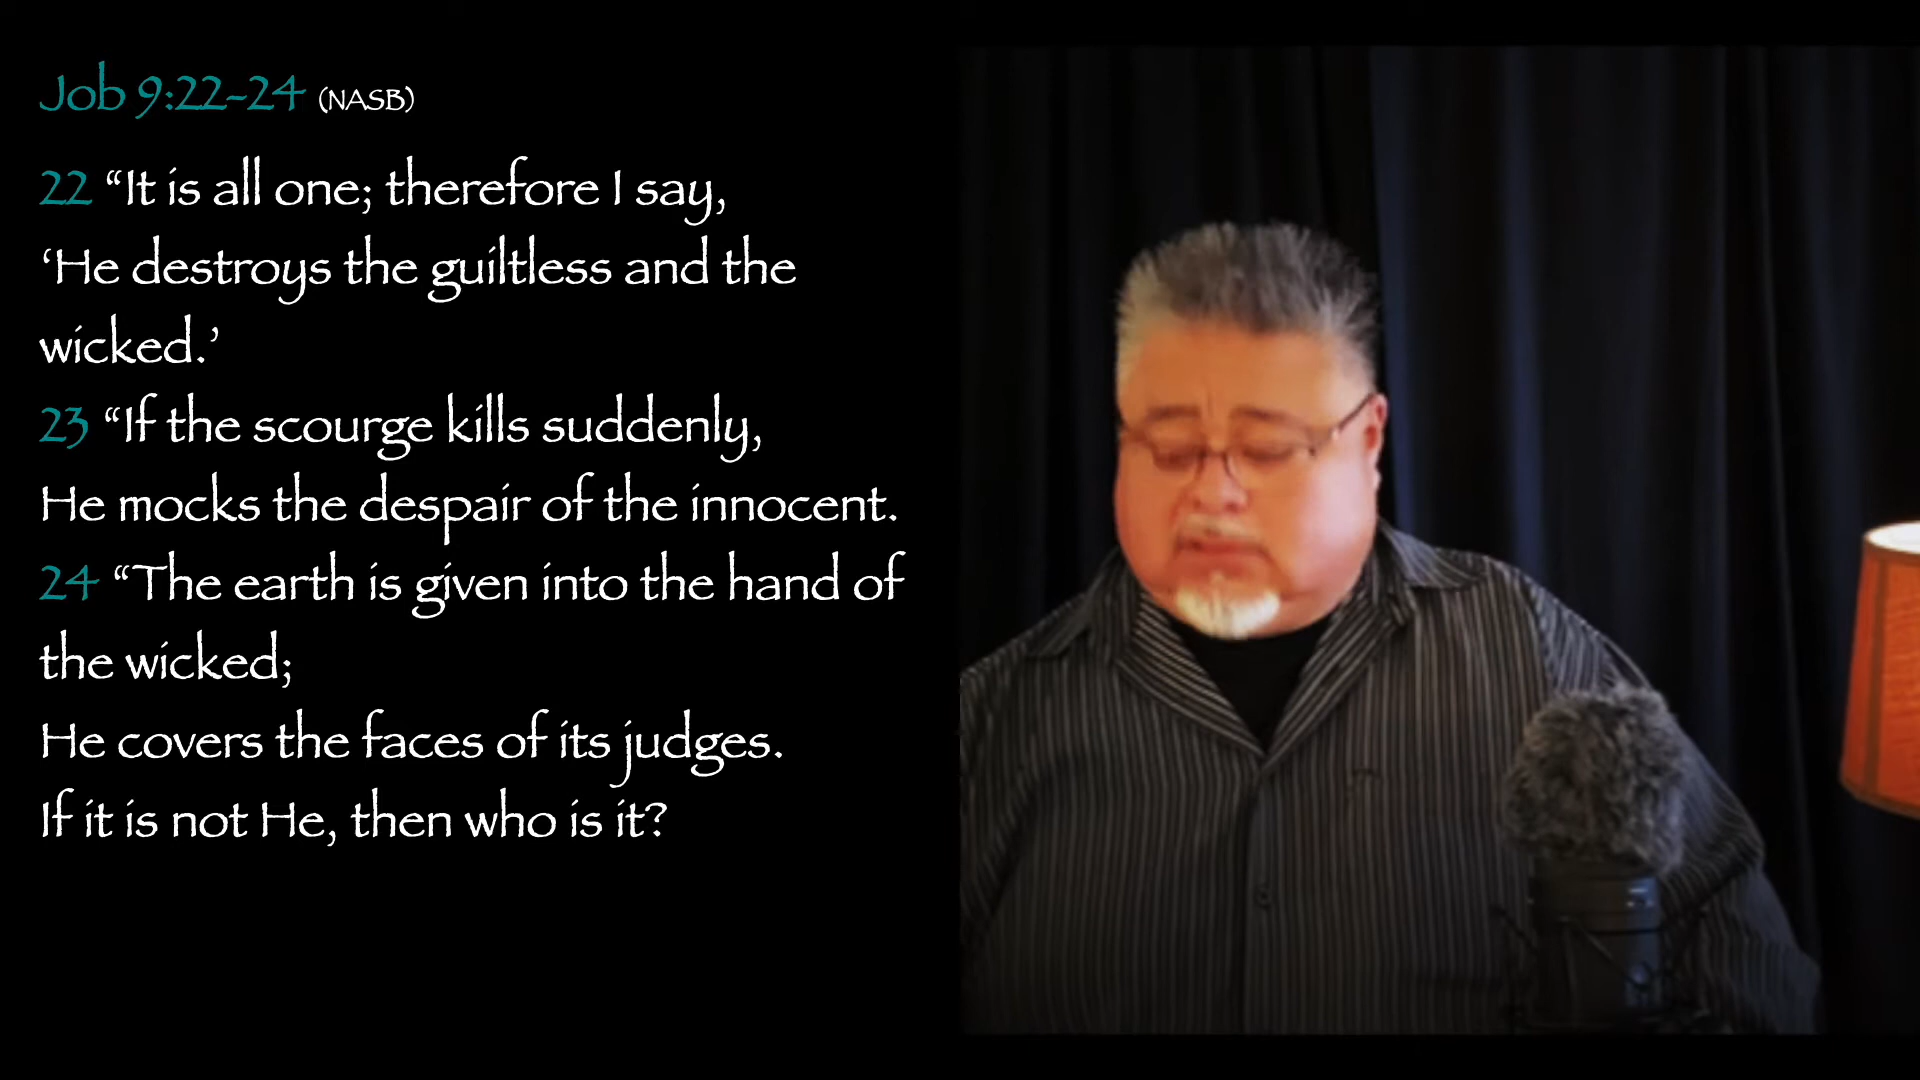 Job 9:22-24 (NASB)
22 “It is all one; therefore I say,
‘He destroys the guiltless and the
wicked.’
23 “If the scourge kills suddenly,
He mocks the despair of the innocent.
24 “The earth is given into the hand of
the wicked;
He covers the faces of its judges.
If it is not He, then who is it?